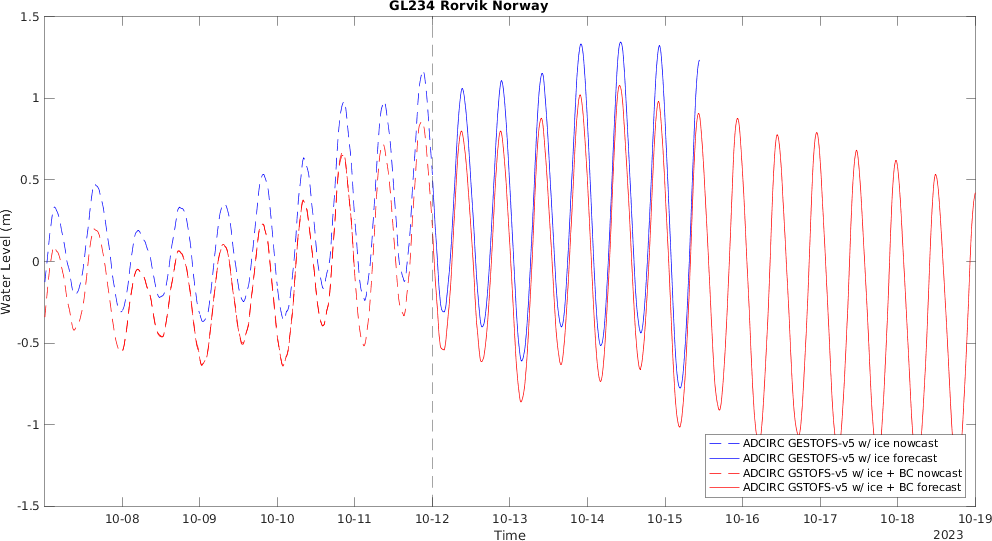 GL234 Rorvik Norway
1.5
1
0.5
0
-0.5
-1
-1.5
Water Level (m)
10-08 10-09 10-10 10-11 10-12 10-13 10-14 10-15 10-16 10-17 10-18 10-19
Time
2023
ADCIRC GESTOFS-v5 w/ ice nowcast
ADCIRC GESTOFS-v5 w/ ice forecast
ADCIRC GSTOFS-v5 w/ ice + BC nowcast
ADCIRC GSTOFS-v5 w/ ice + BC forecast